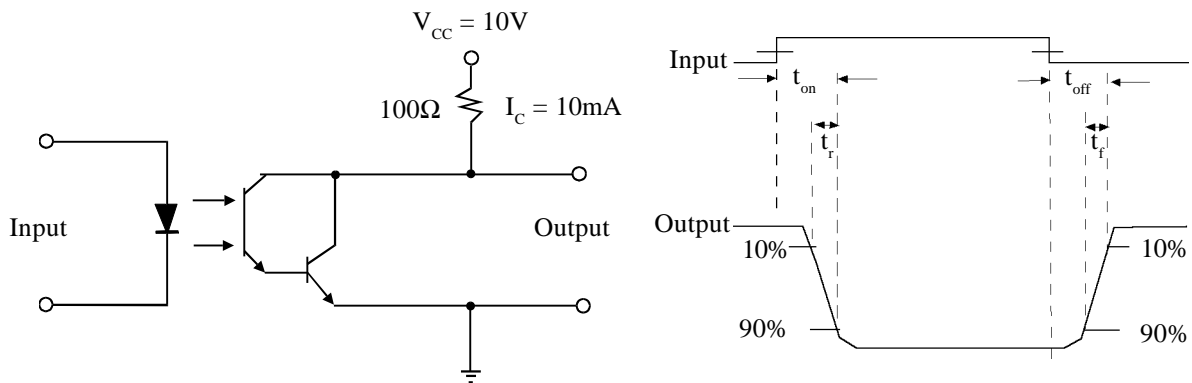 V_CC = 10V
100Ω
I_C = 10mA
Input
Output
Input
t_on
t_off
t_r
t_f
Output
10%
10%
90%
90%